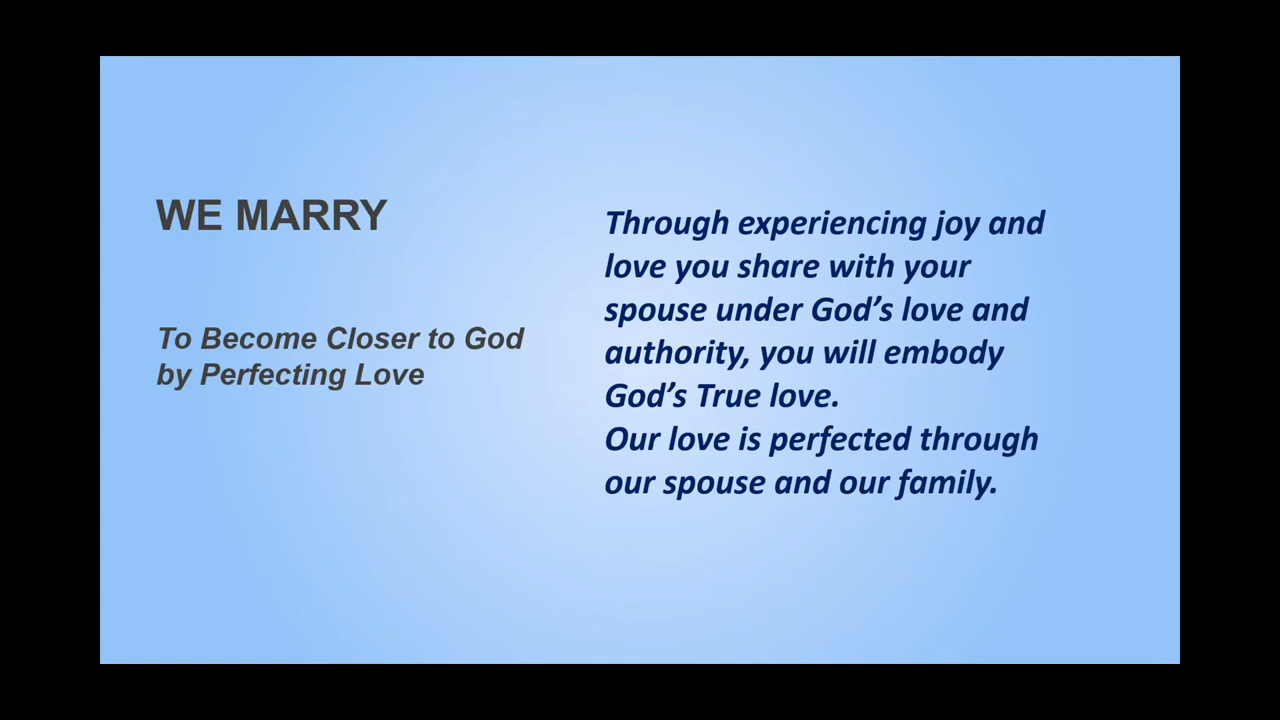 WE MARRY
To Become Closer to God
by Perfecting Love
Through experiencing joy and
love you share with your
spouse under God’s love and
authority, you will embody
God’s True love.
Our love is perfected through
our spouse and our family.